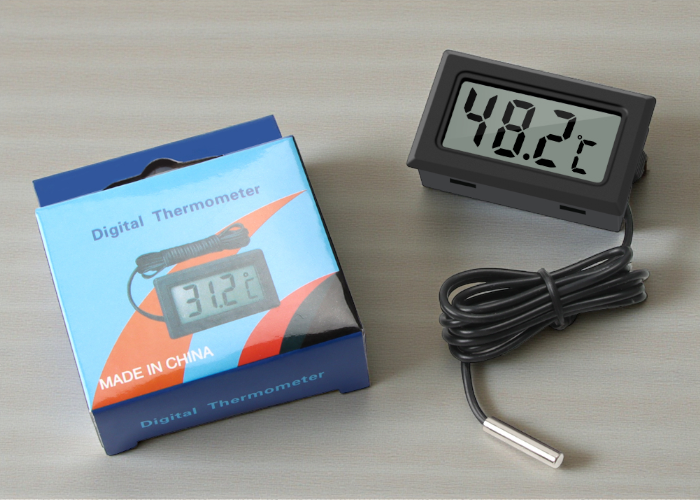 Digital Thermometer
31.2°C
MADE IN CHINA
Digital Thermometer
48.2°C